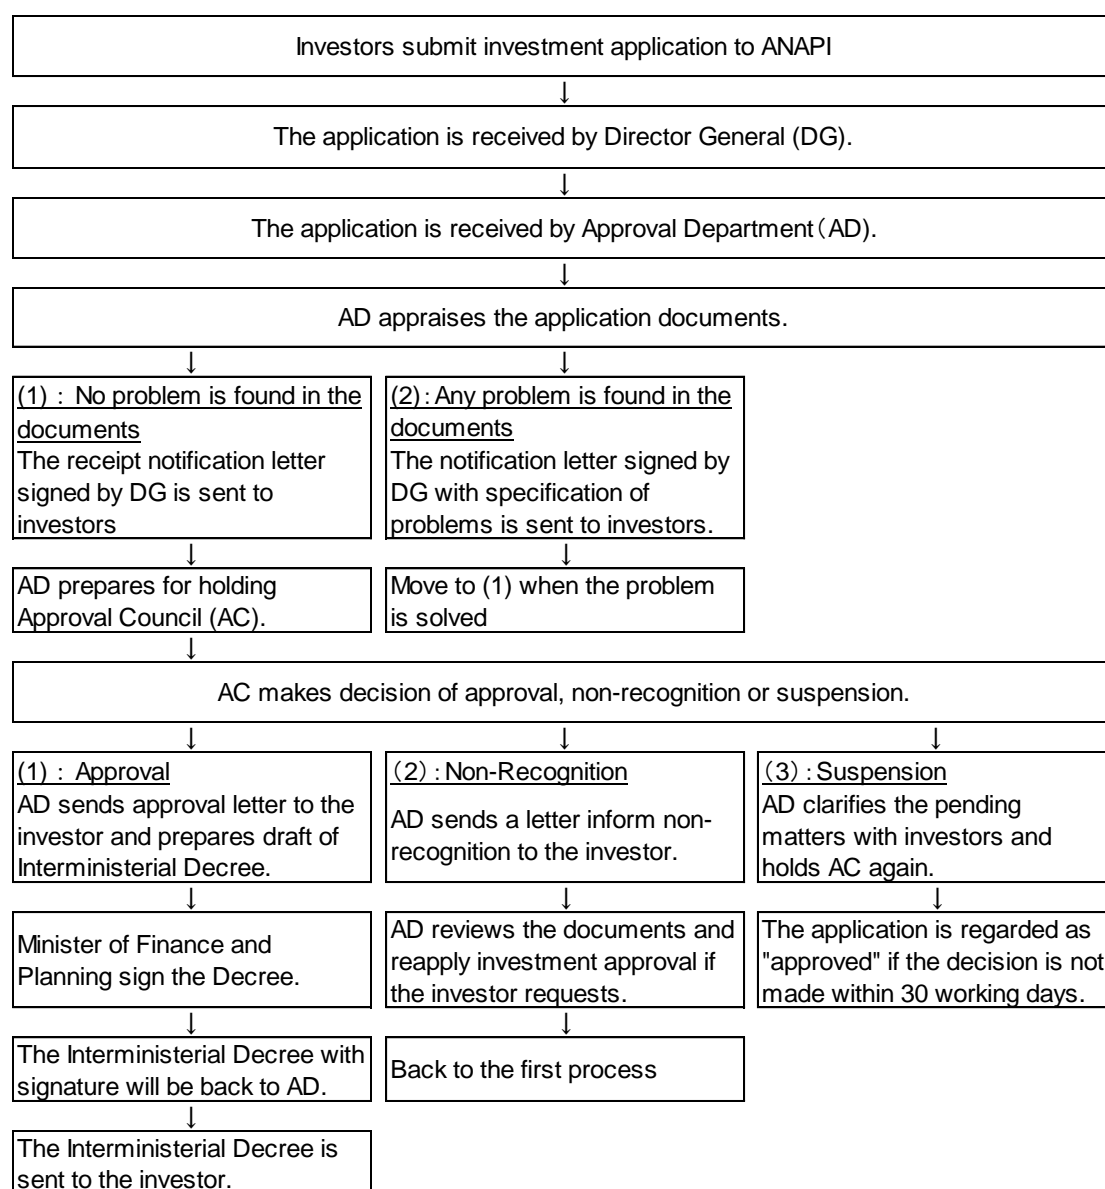 Investors submit investment application to ANAPI
↓
The application is received by Director General (DG).
↓
The application is received by Approval Department（AD）.
↓
AD appraises the application documents.
↓ ↓
(1) : No problem is found in the
documents
The receipt notification letter
signed by DG is sent to
investors
(2)：Any problem is found in the
documents
The notification letter signed by
DG with specification of
problems is sent to investors.
↓ ↓
AD prepares for holding
Approval Council (AC).
Move to (1) when the problem
is solved
↓
AC makes decision of approval, non-recognition or suspension.
↓ ↓ ↓
(1) : Approval
AD sends approval letter to the
investor and prepares draft of
Interministerial Decree.
（2）：Non-Recognition
AD sends a letter inform non-
recognition to the investor.
（3）：Suspension
AD clarifies the pending
matters with investors and
holds AC again.
↓ ↓ ↓
Minister of Finance and
Planning sign the Decree.
AD reviews the documents and
reapply investment approval if
the investor requests.
The application is regarded as
"approved" if the decision is not
made within 30 working days.
↓ ↓
The Interministerial Decree with
signature will be back to AD.
Back to the first process
↓
The Interministerial Decree is
sent to the investor.